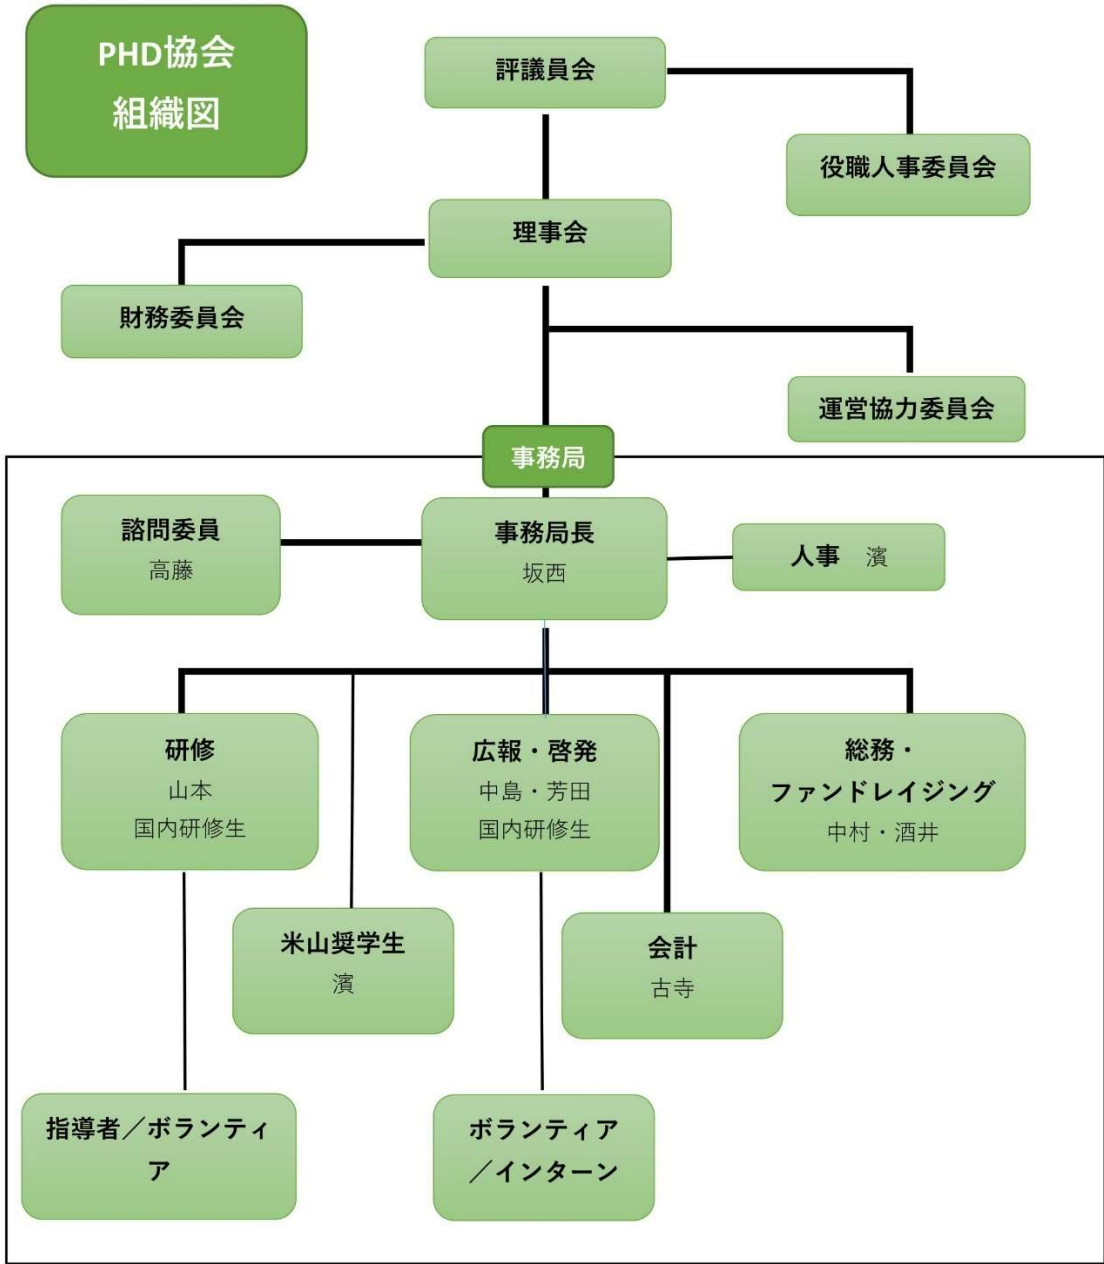 PHD協会
組織図
評議員会
役職人事委員会
理事会
財務委員会
運営協力委員会
事務局
諮問委員
高藤
事務局長
坂西
人事　濱
研修
山本
国内研修生
広報・啓発
中島・芳田
国内研修生
総務・
ファンドレイジング
中村・酒井
米山奨学生
濱
会計
古寺
指導者／ボランティ
ア
ボランティア
／インターン